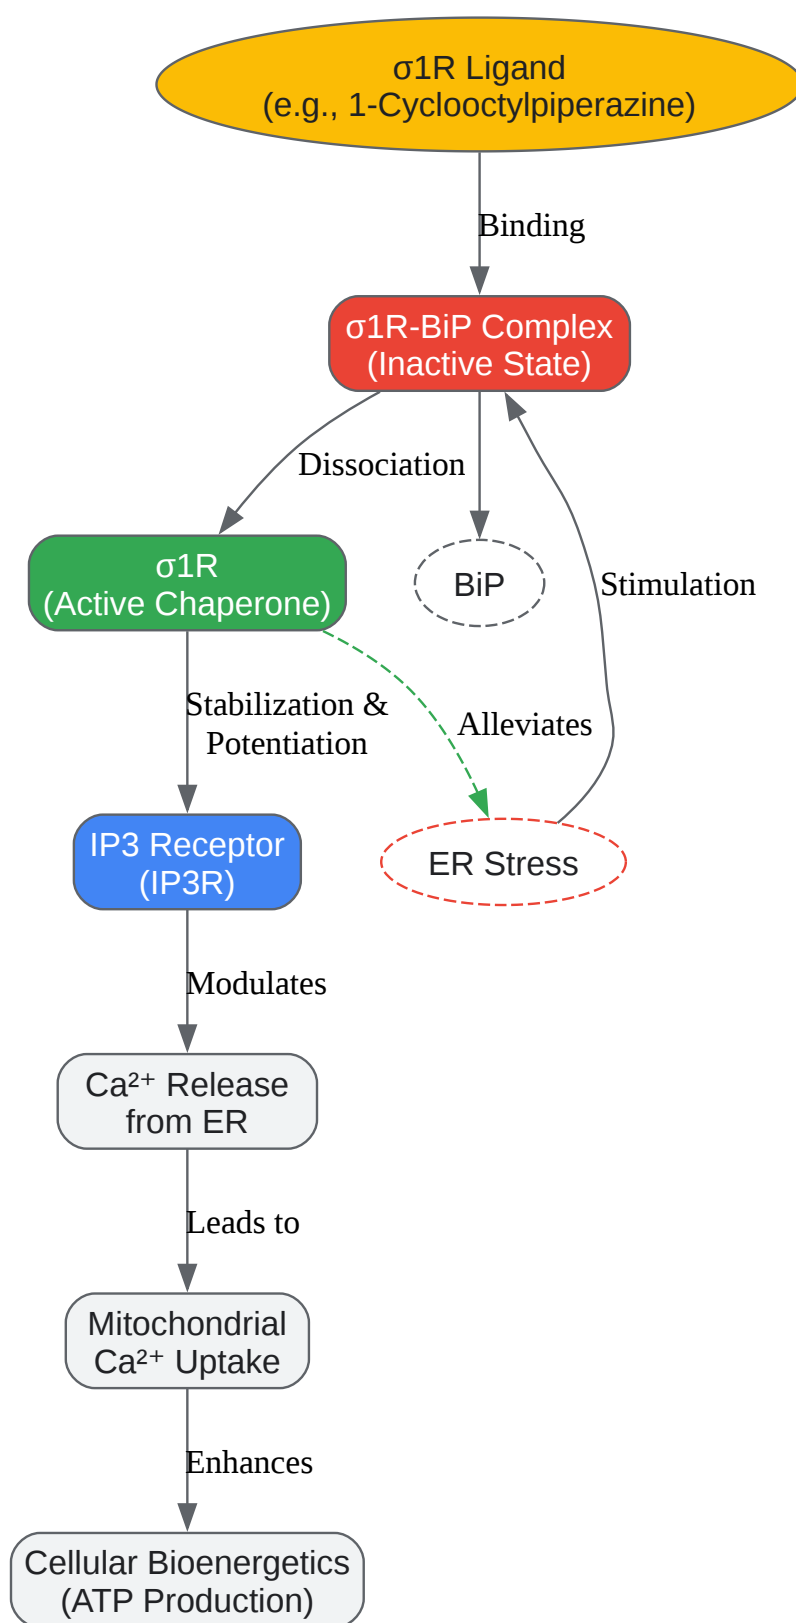 σ1R Ligand
(e.g., 1-Cyclooctylpiperazine)
Binding
σ1R-BiP Complex
(Inactive State)
Dissociation
σ1R
(Active Chaperone)
BiP
Stimulation
Stabilization &
Potentiation
Alleviates
IP3 Receptor
(IP3R)
ER Stress
Modulates
Ca²⁺ Release
from ER
Leads to
Mitochondrial
Ca²⁺ Uptake
Enhances
Cellular Bioenergetics
(ATP Production)